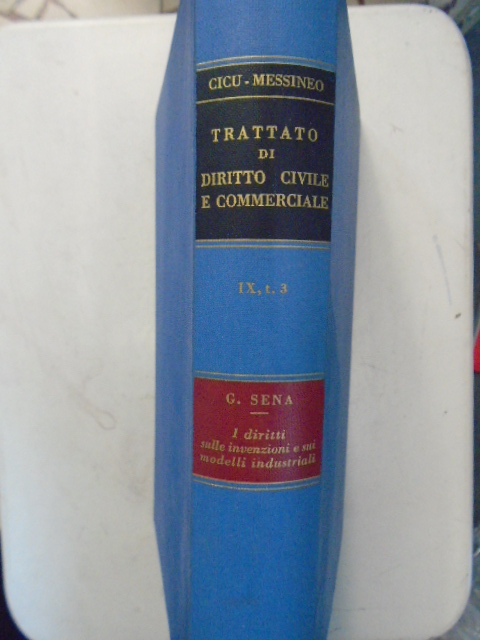 CICU - MESSINEO
TRATTATO
DI
DIRITTO CIVILE
E COMMERCIALE
IX, t. 3
G. SENA
I diritti
sulle invenzioni e sui
modelli industriali